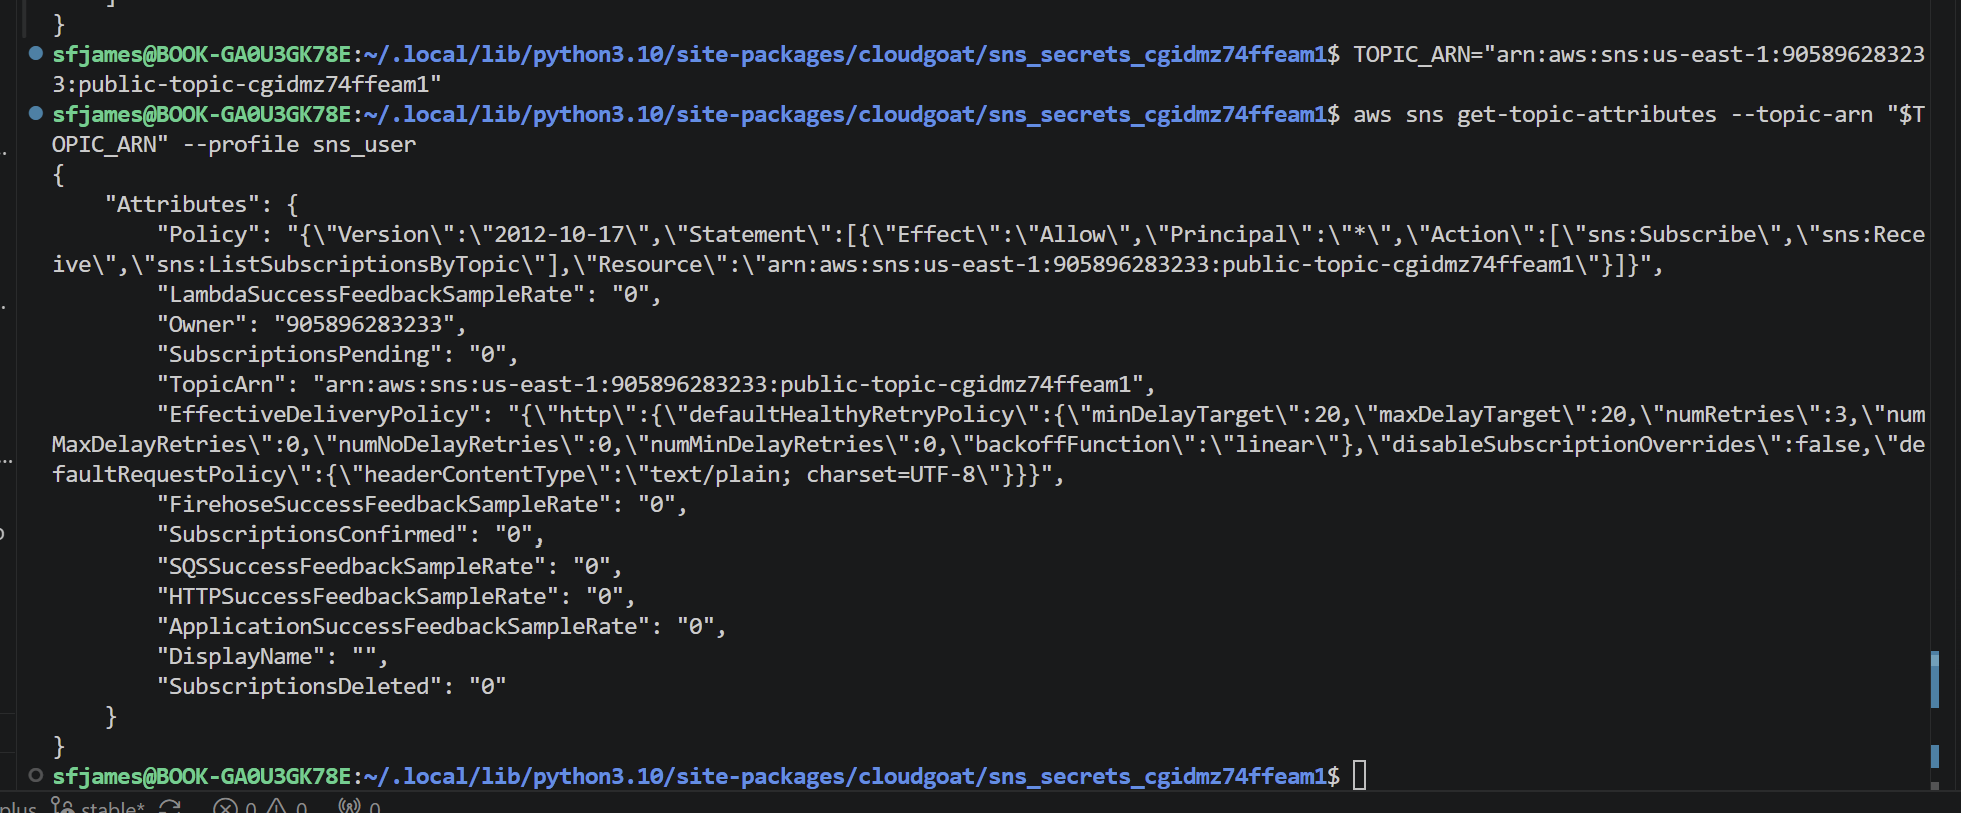 ]
}
sfjames@BOOK-GA0U3GK78E:~/.local/lib/python3.10/site-packages/cloudgoat/sns_secrets_cgidmz74ffeam1$ TOPIC_ARN="arn:aws:sns:us-east-1:90589628323
3:public-topic-cgidmz74ffeam1"
sfjames@BOOK-GA0U3GK78E:~/.local/lib/python3.10/site-packages/cloudgoat/sns_secrets_cgidmz74ffeam1$ aws sns get-topic-attributes --topic-arn "$T
OPIC_ARN" --profile sns_user
{
    "Attributes": {
        "Policy": "{\"Version\":\"2012-10-17\",\"Statement\":[{\"Effect\":\"Allow\",\"Principal\":\"*\",\"Action\":[\"sns:Subscribe\",\"sns:Rece
ive\",\"sns:ListSubscriptionsByTopic\"],\"Resource\":\"arn:aws:sns:us-east-1:905896283233:public-topic-cgidmz74ffeam1\"}]}",
        "LambdaSuccessFeedbackSampleRate": "0",
        "Owner": "905896283233",
        "SubscriptionsPending": "0",
        "TopicArn": "arn:aws:sns:us-east-1:905896283233:public-topic-cgidmz74ffeam1",
        "EffectiveDeliveryPolicy": "{\"http\":{\"defaultHealthyRetryPolicy\":{\"minDelayTarget\":20,\"maxDelayTarget\":20,\"numRetries\":3,\"num
MaxDelayRetries\":0,\"numNoDelayRetries\":0,\"numMinDelayRetries\":0,\"backoffFunction\":\"linear\"},\"disableSubscriptionOverrides\":false,\"de
faultRequestPolicy\":{\"headerContentType\":\"text/plain; charset=UTF-8\"}}}",
        "FirehoseSuccessFeedbackSampleRate": "0",
        "SubscriptionsConfirmed": "0",
        "SQSSuccessFeedbackSampleRate": "0",
        "HTTPSuccessFeedbackSampleRate": "0",
        "ApplicationSuccessFeedbackSampleRate": "0",
        "DisplayName": "",
        "SubscriptionsDeleted": "0"
    }
}
sfjames@BOOK-GA0U3GK78E:~/.local/lib/python3.10/site-packages/cloudgoat/sns_secrets_cgidmz74ffeam1$
plus stable* 0 0 0